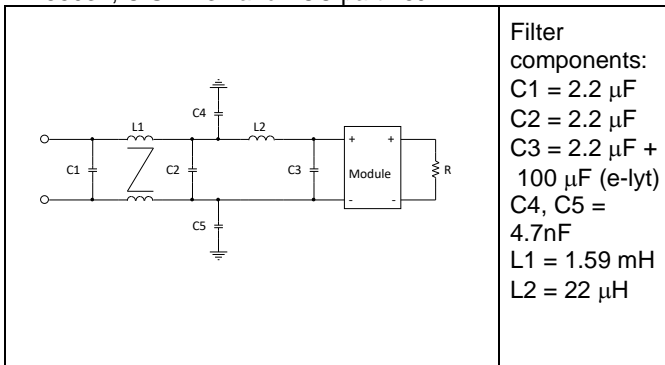 C4
L1
L2
C1
C2
C3
+ +
Module
R
- -
C5
Filter
components:
C1 = 2.2 μF
C2 = 2.2 μF
C3 = 2.2 μF +
100 μF (e-lyt)
C4, C5 =
4.7nF
L1 = 1.59 mH
L2 = 22 μH